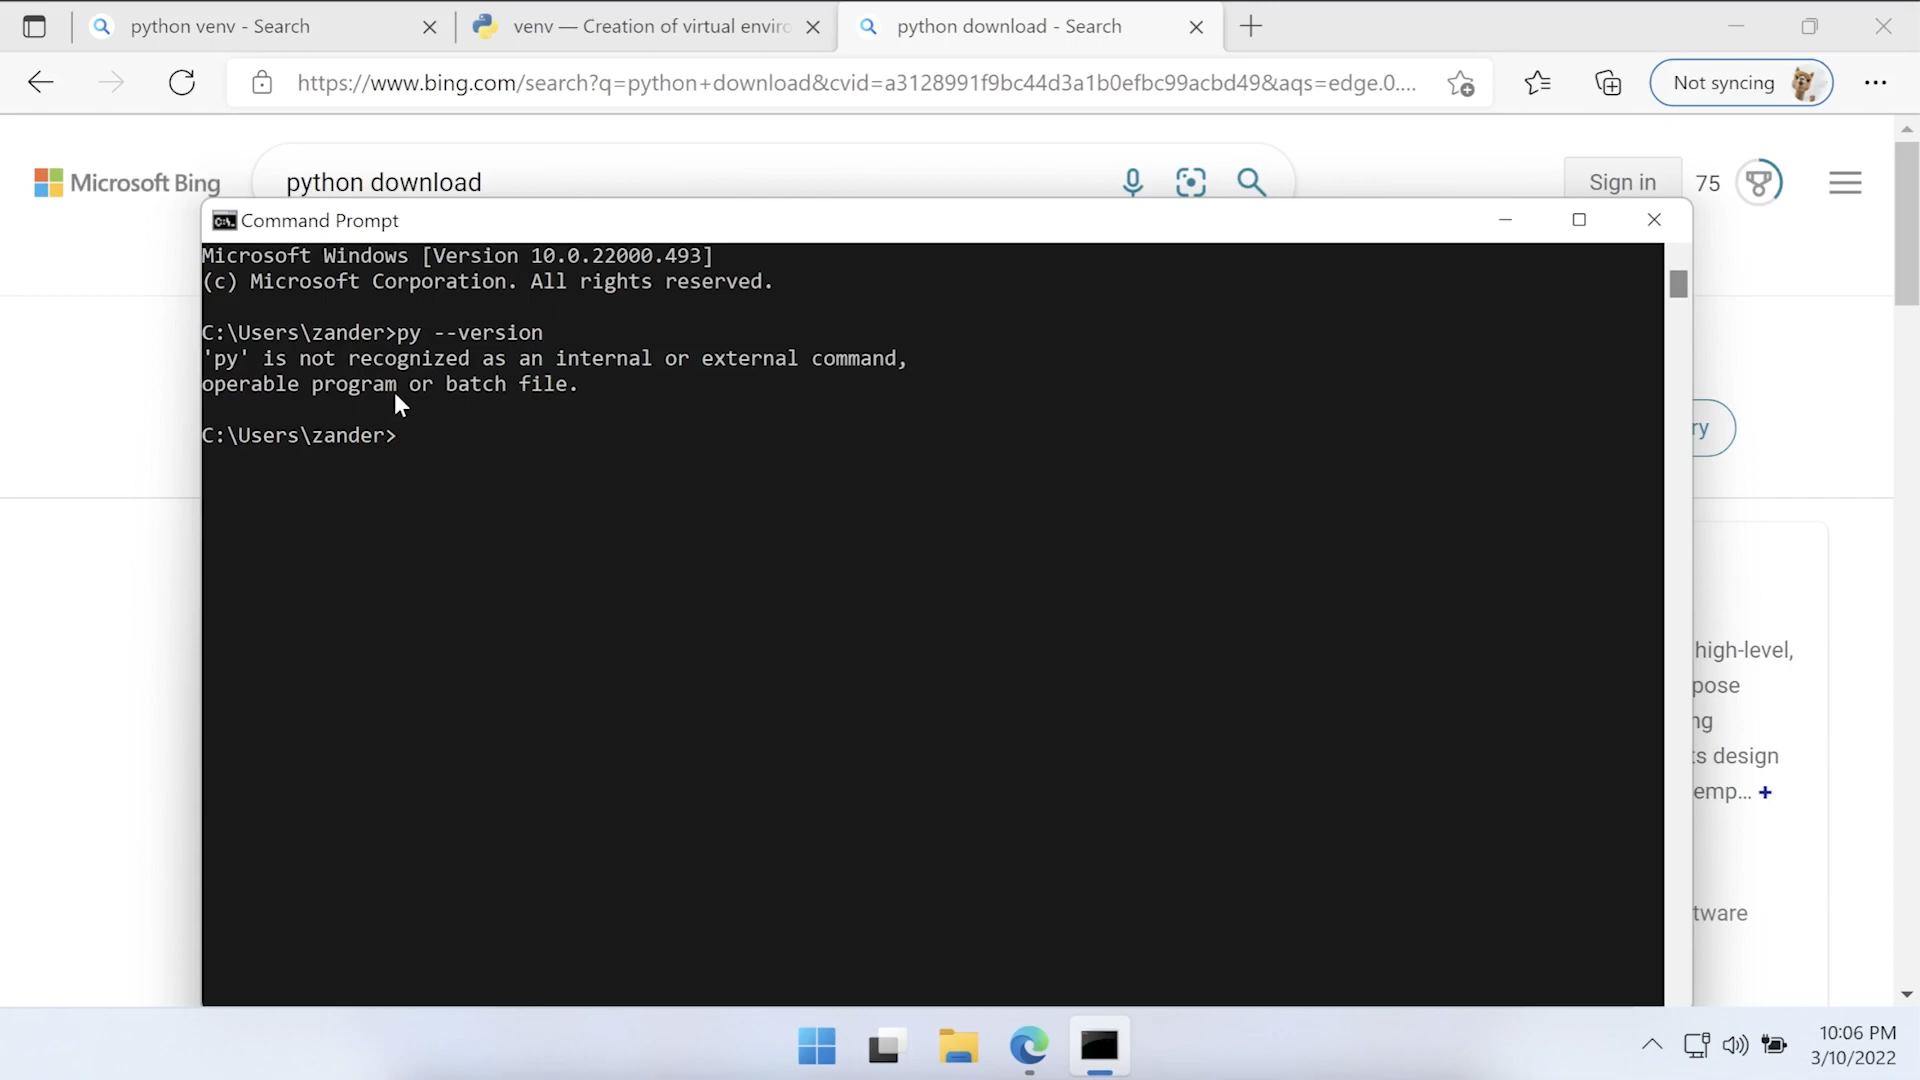 python venv - Search
venv — Creation of virtual enviro
python download - Search
https://www.bing.com/search?q=python+download&cvid=a3128991f9bc44d3a1b0efbc99acbd49&aqs=edge.0....
Not syncing
Microsoft Bing
python download
Sign in
75
Command Prompt
Microsoft Windows [Version 10.0.22000.493]
(c) Microsoft Corporation. All rights reserved.
C:\Users\zander>py --version
'py' is not recognized as an internal or external command,
operable program or batch file.
C:\Users\zander>
ry
high-level,
pose
ng
ts design
emp... +
tware
10:06 PM
3/10/2022